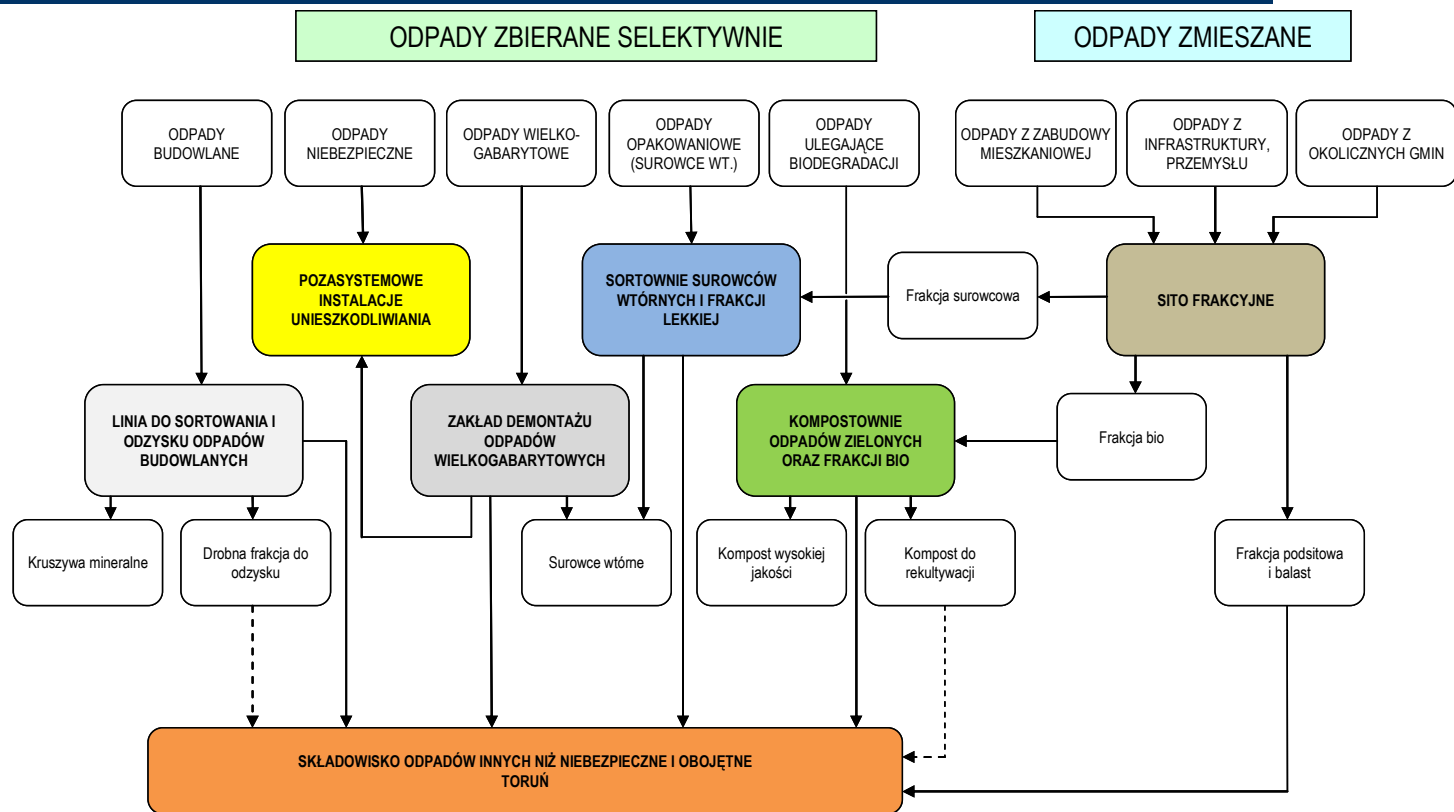 ODPADY ZBIERANE SELEKTYWNIE
ODPADY ZMIESZANE
ODPADY
BUDOWLANE
ODPADY
NIEBEZPIECZNE
ODPADY WIELKO-
GABARYTOWE
ODPADY
OPAKOWANIOWE
(SUROWCE WT.)
ODPADY
ULEGAJĄCE
BIODEGRADACJI
ODPADY Z ZABUDOWY
MIESZKANIOWEJ
ODPADY Z
INFRASTRUKTURY,
PRZEMYSŁU
ODPADY Z
OKOLICZNYCH GMIN
POZASYSTEMOWE
INSTALACJE
UNIESZKODLIWIANIA
SORTOWNIE SUROWCÓW
WTÓRNYCH I FRAKCJI
LEKKIEJ
Frakcja surowcowa
SITO FRAKCYJNE
LINIA DO SORTOWANIA I
ODZYSKU ODPADÓW
BUDOWLANYCH
ZAKŁAD DEMONTAŻU
ODPADÓW
WIELKOGABARYTOWYCH
KOMPOSTOWNIE
ODPADÓW ZIELONYCH
ORAZ FRAKCJI BIO
Frakcja bio
Kruszywa mineralne
Drobna frakcja do
odzysku
Surowce wtórne
Kompost wysokiej
jakości
Kompost do
rekultywacji
Frakcja podsitowa
i balast
SKŁADOWISKO ODPADÓW INNYCH NIŻ NIEBEZPIECZNE I OBOJĘTNE
TORUŃ